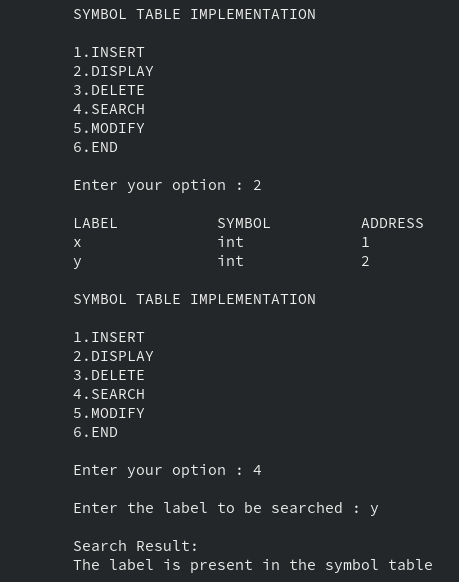 SYMBOL TABLE IMPLEMENTATION
1.INSERT
2.DISPLAY
3.DELETE
4.SEARCH
5.MODIFY
6.END
Enter your option : 2
LABEL SYMBOL ADDRESS
x int 1
y int 2
SYMBOL TABLE IMPLEMENTATION
1.INSERT
2.DISPLAY
3.DELETE
4.SEARCH
5.MODIFY
6.END
Enter your option : 4
Enter the label to be searched : y
Search Result:
The label is present in the symbol table